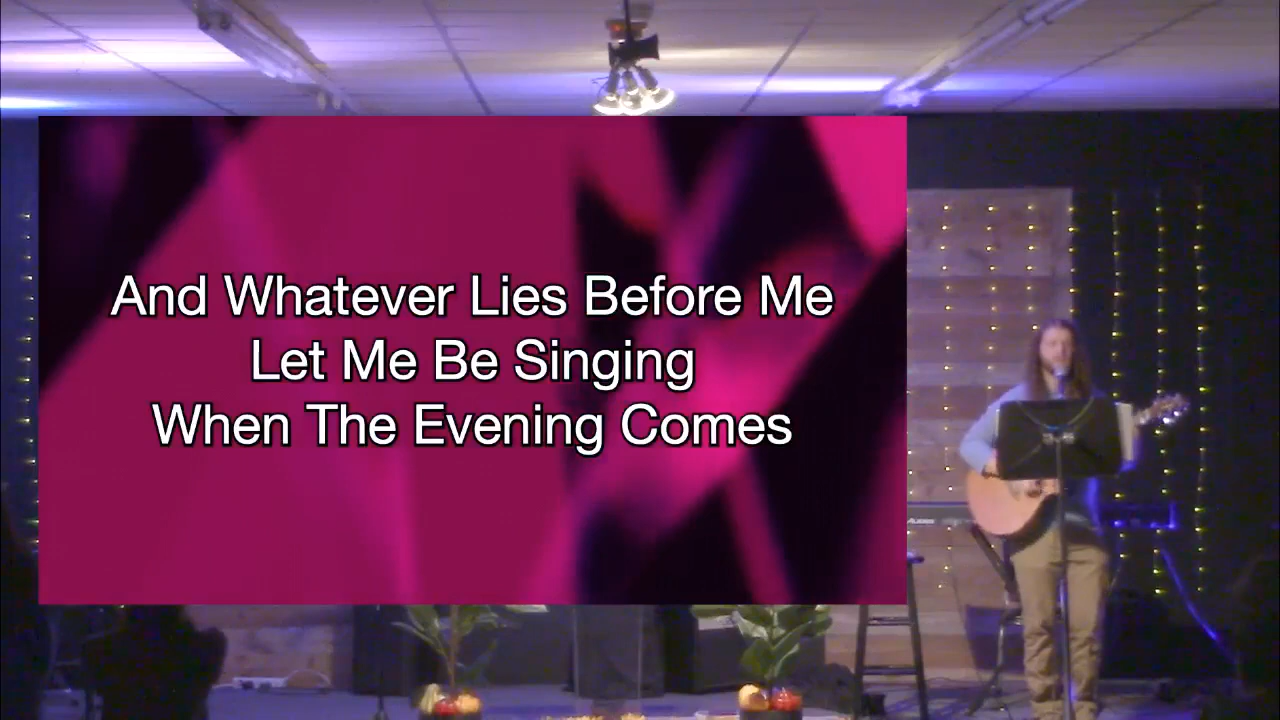 And Whatever Lies Before Me
Let Me Be Singing
When The Evening Comes